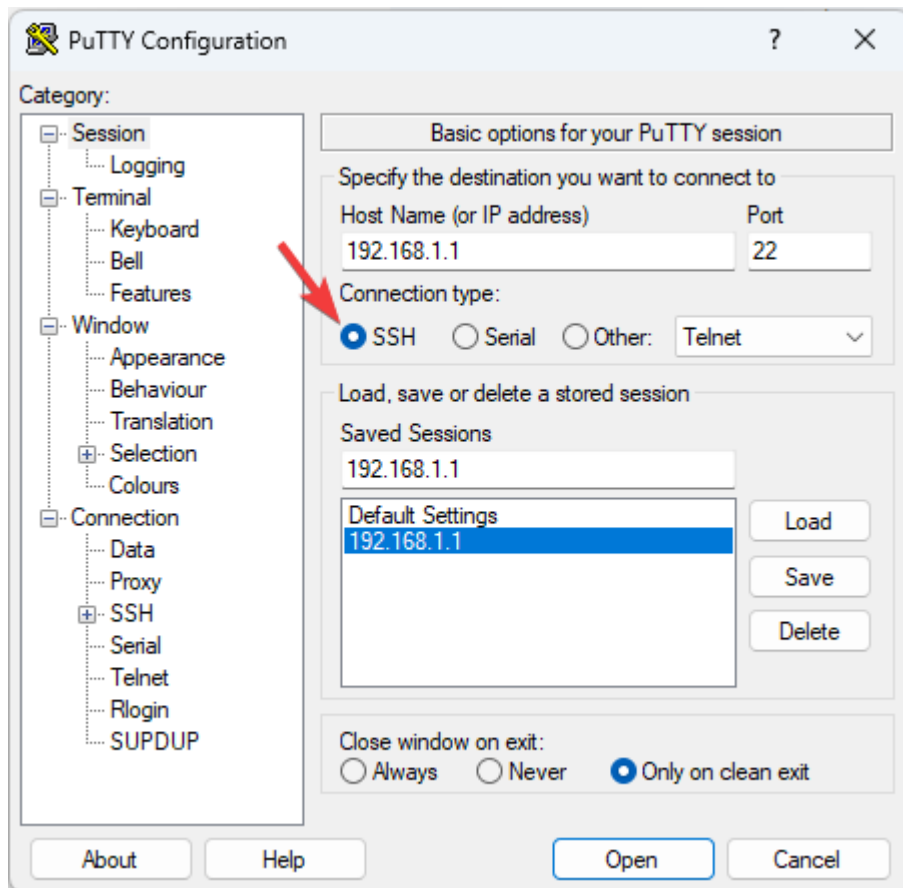 PuTTY Configuration ? ×
Category:
Session
Logging
Terminal
Keyboard
Bell
Features
Window
Appearance
Behaviour
Translation
Selection
Colours
Connection
Data
Proxy
SSH
Serial
Telnet
Rlogin
SUPDUP
Basic options for your PuTTY session
Specify the destination you want to connect to
Host Name (or IP address) Port
192.168.1.1 22
Connection type:
SSH Serial Other: Telnet
Load, save or delete a stored session
Saved Sessions
192.168.1.1
Default Settings
192.168.1.1
Load
Save
Delete
Close window on exit:
Always Never Only on clean exit
About Help Open Cancel